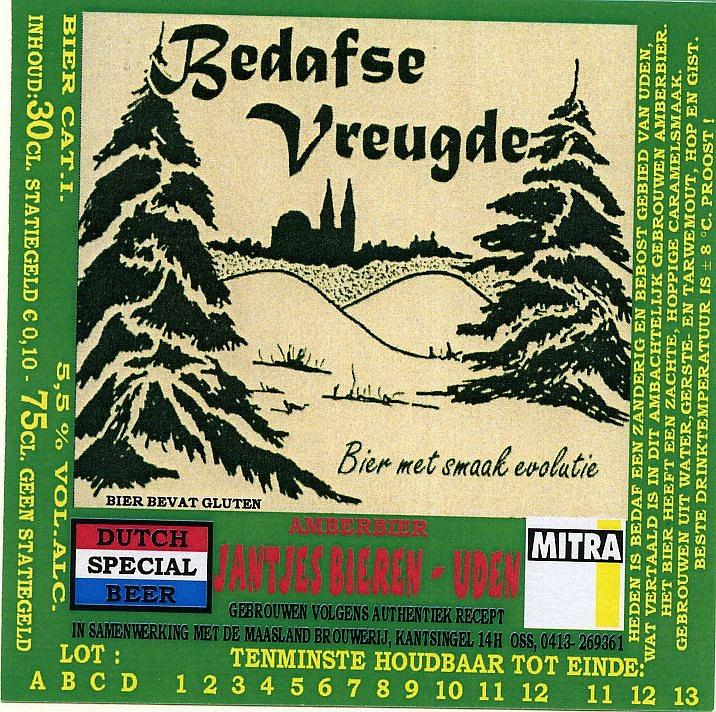 Bedafse
Vreugde
Bier met smaak evolutie
BIER BEVAT GLUTEN
BIER CAT.I. 5,5 % VOL.ALC.
INHOUD:30CL. STATIEGELD € 0,10 - 75CL. GEEN STATIEGELD
HEDEN IS BEDAF EEN ZANDERIG EN BEBOST GEBIED VAN UDEN,
WAT VERTAALD IS IN DIT AMBACHTELIJK GEBROUWEN AMBERBIER.
HET BIER HEEFT EEN ZACHTE, HOPPIGE CARAMELSMAAK.
GEBROUWEN UIT WATER,GERSTE- EN TARWEMOUT, HOP EN GIST.
BESTE DRINKTEMPERATUUR IS ± 8 °C. PROOST !
DUTCH
SPECIAL
BEER
AMBERBIER
JANTJES BIEREN - UDEN
MITRA
GEBROUWEN VOLGENS AUTHENTIEK RECEPT
IN SAMENWERKING MET DE MAASLAND BROUWERIJ, KANTSINGEL 14H OSS, 0413- 269361
LOT : TENMINSTE HOUDBAAR TOT EINDE:
A B C D 1 2 3 4 5 6 7 8 9 10 11 12 11 12 13